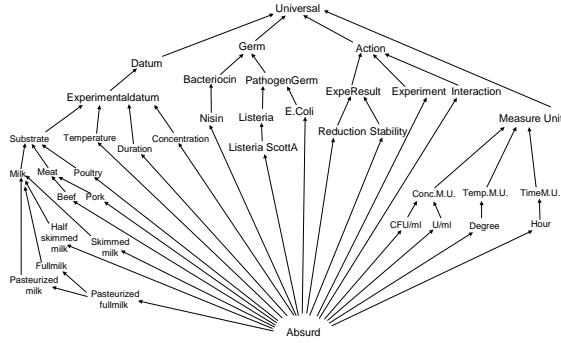 Universal
Germ
Action
Datum
Bacteriocin
PathogenGerm
ExpeResult
Experiment
Interaction
Experimentaldatum
Nisin
Listeria
E.Coli
Measure Unit
Substrate
Temperature
Duration
Concentration
Listeria ScottA
Reduction
Stability
Milk
Meat
Poultry
Beef
Pork
Conc.M.U.
Temp.M.U.
TimeM.U.
Half
skimmed
milk
Skimmed
milk
CFU/ml
U/ml
Degree
Hour
Fullmilk
Pasteurized
milk
Pasteurized
fullmilk
Absurd